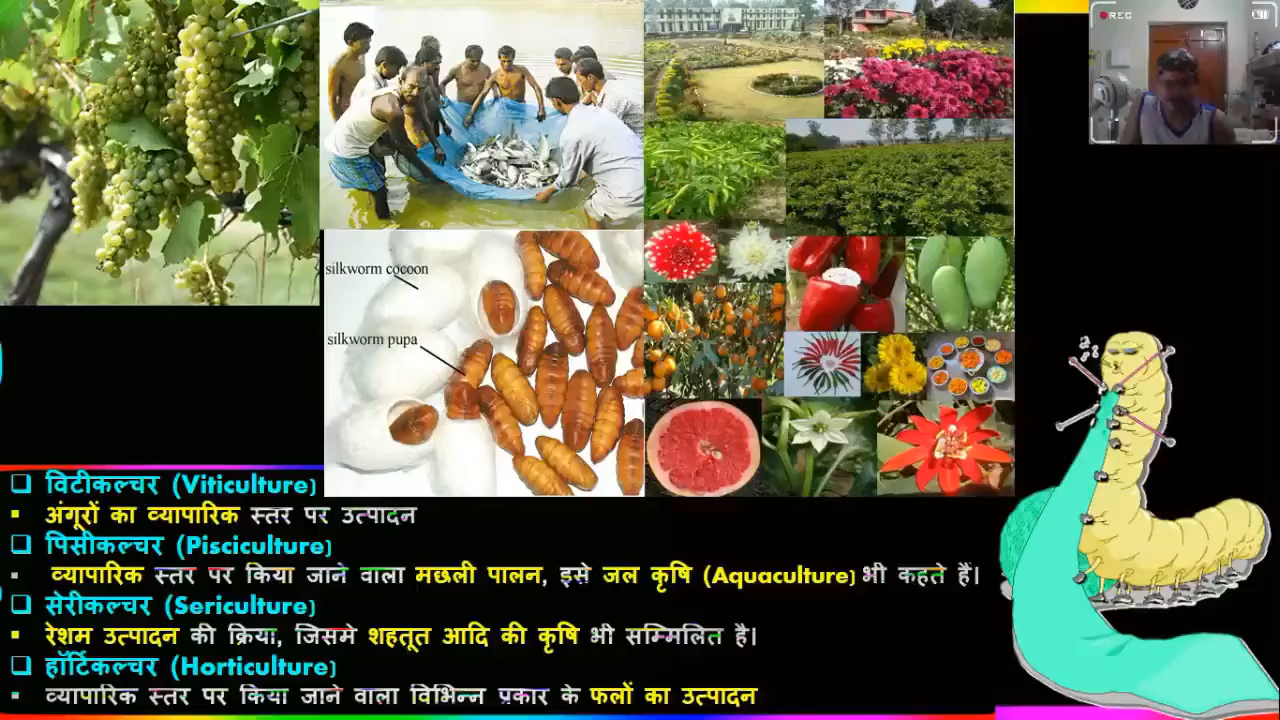 REC
silkworm cocoon
silkworm pupa
❑ विटीकल्चर (Viticulture)
▪ अंगूरों का व्यापारिक स्तर पर उत्पादन
❑ पिसीकल्चर (Pisciculture)
▪ व्यापारिक स्तर पर किया जाने वाला मछली पालन, इसे जल कृषि (Aquaculture) भी कहते हैं।
❑ सेरीकल्चर (Sericulture)
▪ रेशम उत्पादन की क्रिया, जिसमे शहतूत आदि की कृषि भी सम्मिलित है।
❑ हॉर्टिकल्चर (Horticulture)
▪ व्यापारिक स्तर पर किया जाने वाला विभिन्न प्रकार के फलों का उत्पादन